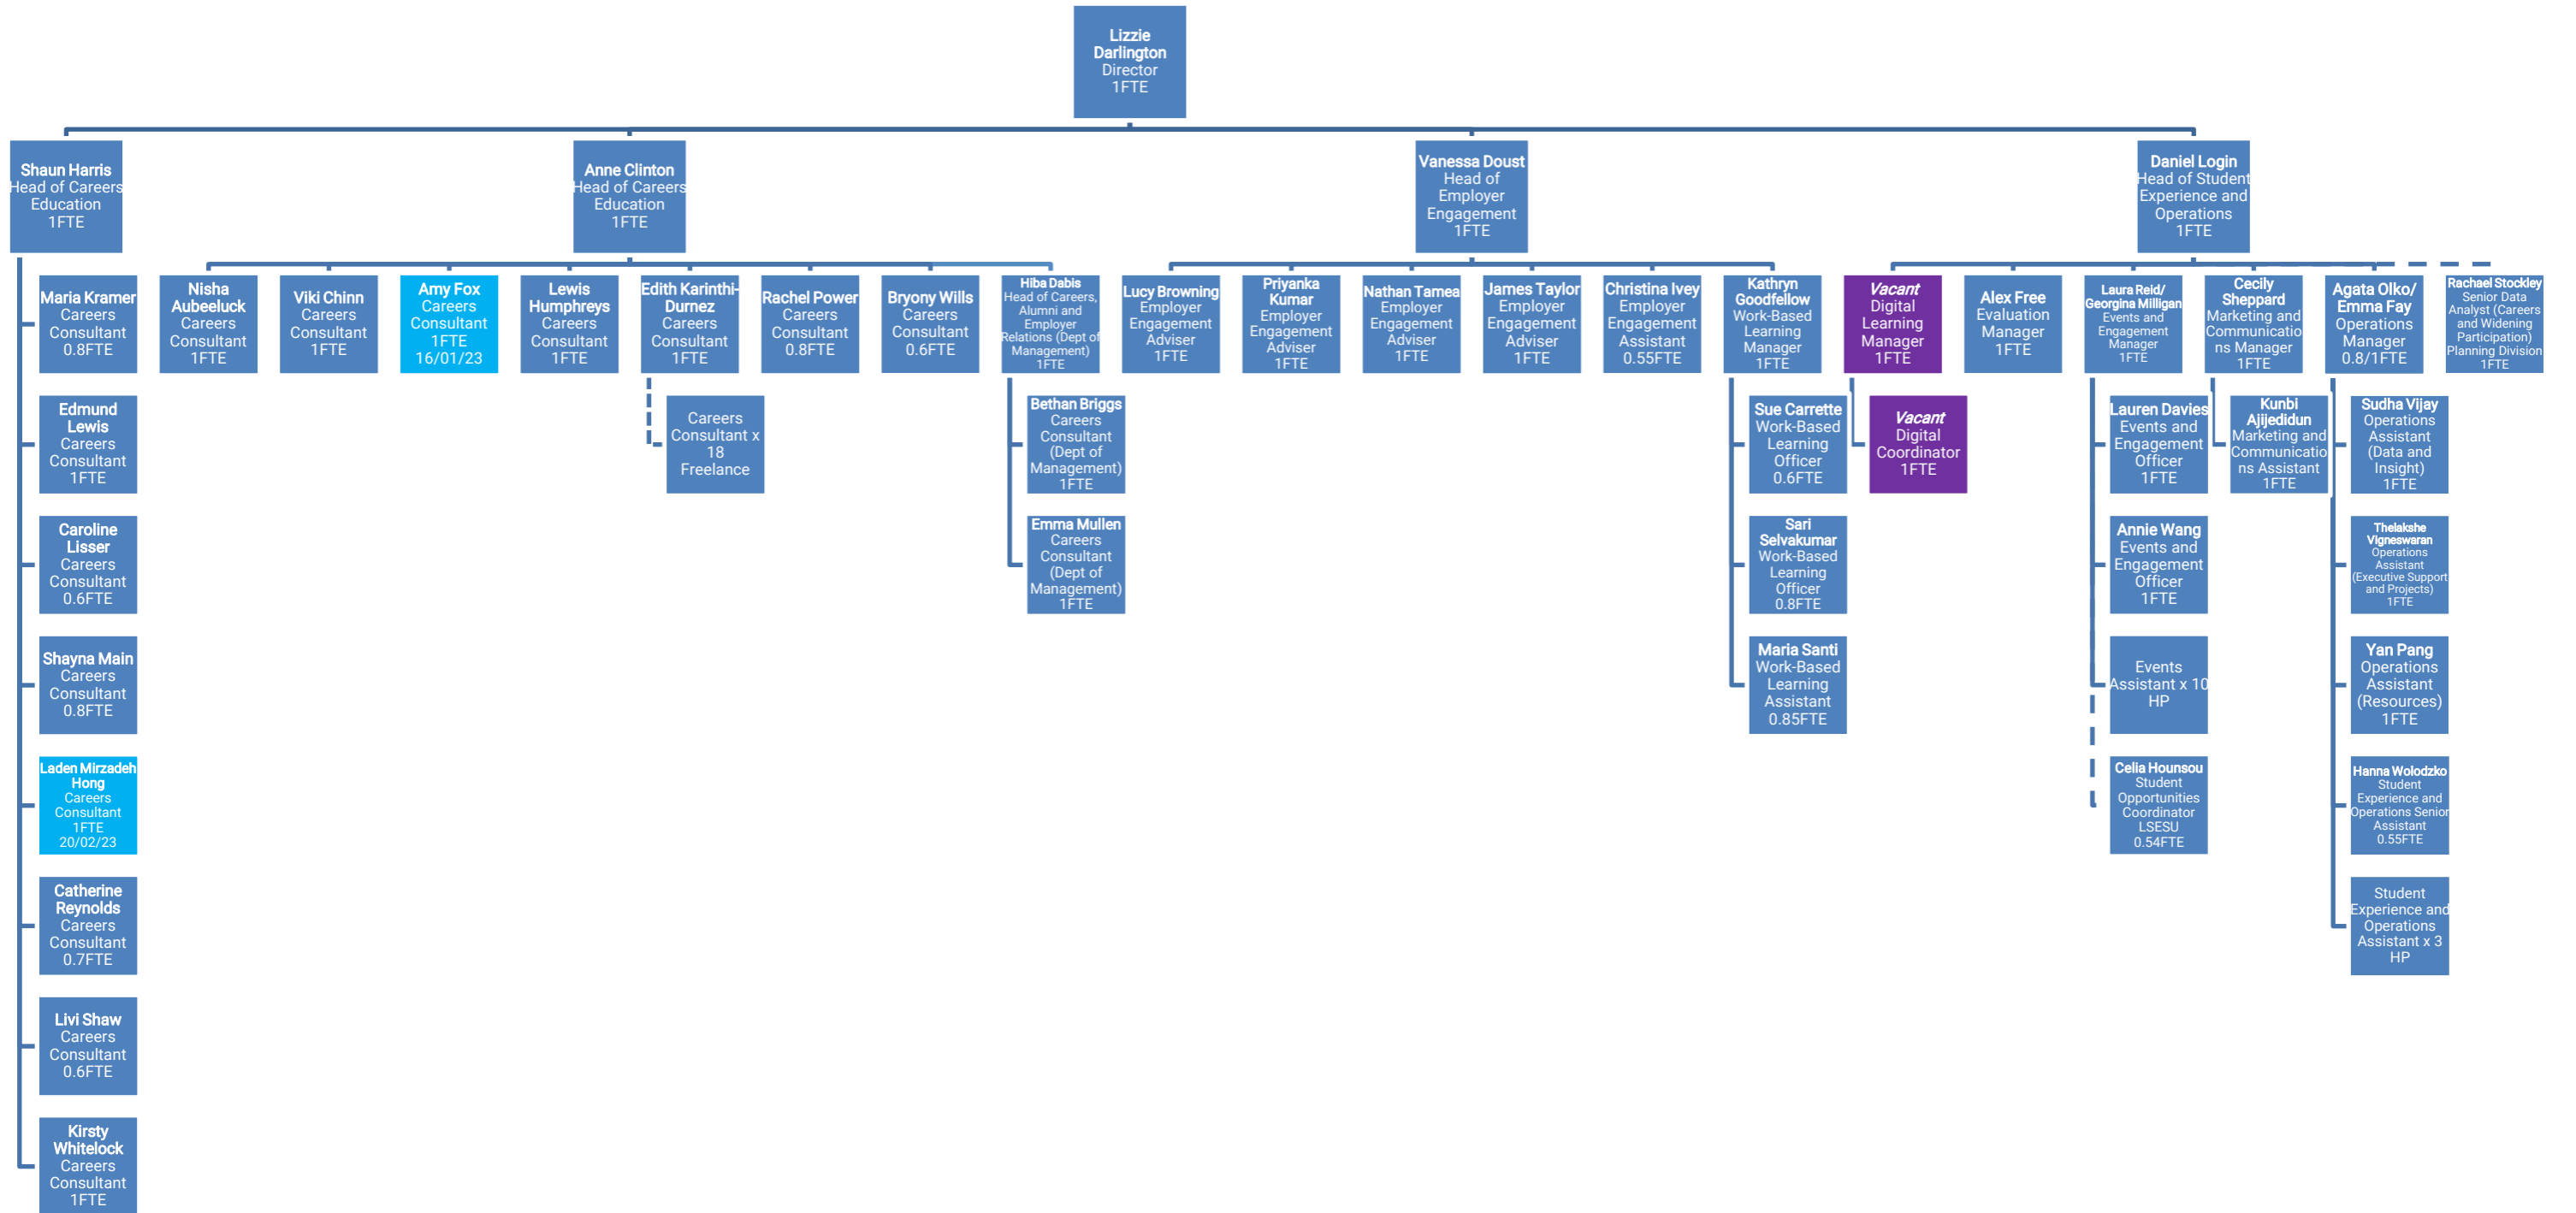 Lizzie
Darlington
Director
1FTE
Shaun Harris
Head of Careers
Education
1FTE
Anne Clinton
Head of Careers
Education
1FTE
Vanessa Doust
Head of
Employer
Engagement
1FTE
Daniel Login
Head of Student
Experience and
Operations
1FTE
Maria Kramer
Careers
Consultant
0.8FTE
Nisha
Aubeeluck
Careers
Consultant
1FTE
Viki Chinn
Careers
Consultant
1FTE
Amy Fox
Careers
Consultant
1FTE
16/01/23
Lewis
Humphreys
Careers
Consultant
1FTE
Edith Karinthi-
Durnez
Careers
Consultant
1FTE
Rachel Power
Careers
Consultant
0.8FTE
Bryony Wills
Careers
Consultant
0.6FTE
Hiba Dabis
Head of Careers,
Alumni and
Employer
Relations (Dept of
Management)
1FTE
Lucy Browning
Employer
Engagement
Adviser
1FTE
Priyanka
Kumar
Employer
Engagement
Adviser
1FTE
Nathan Tamea
Employer
Engagement
Adviser
1FTE
James Taylor
Employer
Engagement
Adviser
1FTE
Christina Ivey
Employer
Engagement
Assistant
0.55FTE
Kathryn
Goodfellow
Work-Based
Learning
Manager
1FTE
Vacant
Digital
Learning
Manager
1FTE
Alex Free
Evaluation
Manager
1FTE
Laura Reid/
Georgina Milligan
Events and
Engagement
Manager
1FTE
Cecily
Sheppard
Marketing and
Communicatio
ns Manager
1FTE
Agata Olko/
Emma Fay
Operations
Manager
0.8/1FTE
Rachael Stockley
Senior Data
Analyst (Careers
and Widening
Participation)
Planning Division
1FTE
Edmund
Lewis
Careers
Consultant
1FTE
Careers
Consultant x
18
Freelance
Bethan Briggs
Careers
Consultant
(Dept of
Management)
1FTE
Sue Carrette
Work-Based
Learning
Officer
0.6FTE
Vacant
Digital
Coordinator
1FTE
Lauren Davies
Events and
Engagement
Officer
1FTE
Kunbi
Ajijedidun
Marketing and
Communicatio
ns Assistant
1FTE
Sudha Vijay
Operations
Assistant
(Data and
Insight)
1FTE
Caroline
Lisser
Careers
Consultant
0.6FTE
Emma Mullen
Careers
Consultant
(Dept of
Management)
1FTE
Sari
Selvakumar
Work-Based
Learning
Officer
0.8FTE
Annie Wang
Events and
Engagement
Officer
1FTE
Thelakshe
Vigneswaran
Operations
Assistant
(Executive Support
and Projects)
1FTE
Shayna Main
Careers
Consultant
0.8FTE
Maria Santi
Work-Based
Learning
Assistant
0.85FTE
Events
Assistant x 10
HP
Yan Pang
Operations
Assistant
(Resources)
1FTE
Laden Mirzadeh
Hong
Careers
Consultant
1FTE
20/02/23
Celia Hounsou
Student
Opportunities
Coordinator
LSESU
0.54FTE
Hanna Wolodzko
Student
Experience and
Operations Senior
Assistant
0.55FTE
Catherine
Reynolds
Careers
Consultant
0.7FTE
Student
Experience and
Operations
Assistant x 3
HP
Livi Shaw
Careers
Consultant
0.6FTE
Kirsty
Whitelock
Careers
Consultant
1FTE